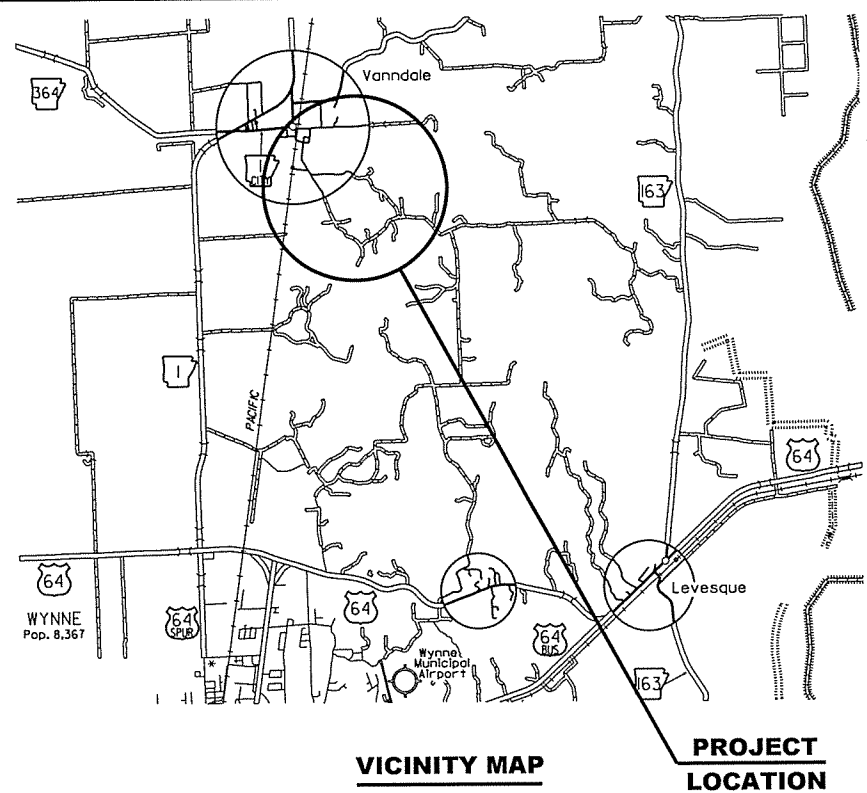 Vanndale
364
163
1
PACIFIC
64
64
WYNNE
Pop. 8,367
64
SPUR
64
Wynne
Municipal
Airport
64
BUS
Levesque
163
VICINITY MAP
PROJECT
LOCATION